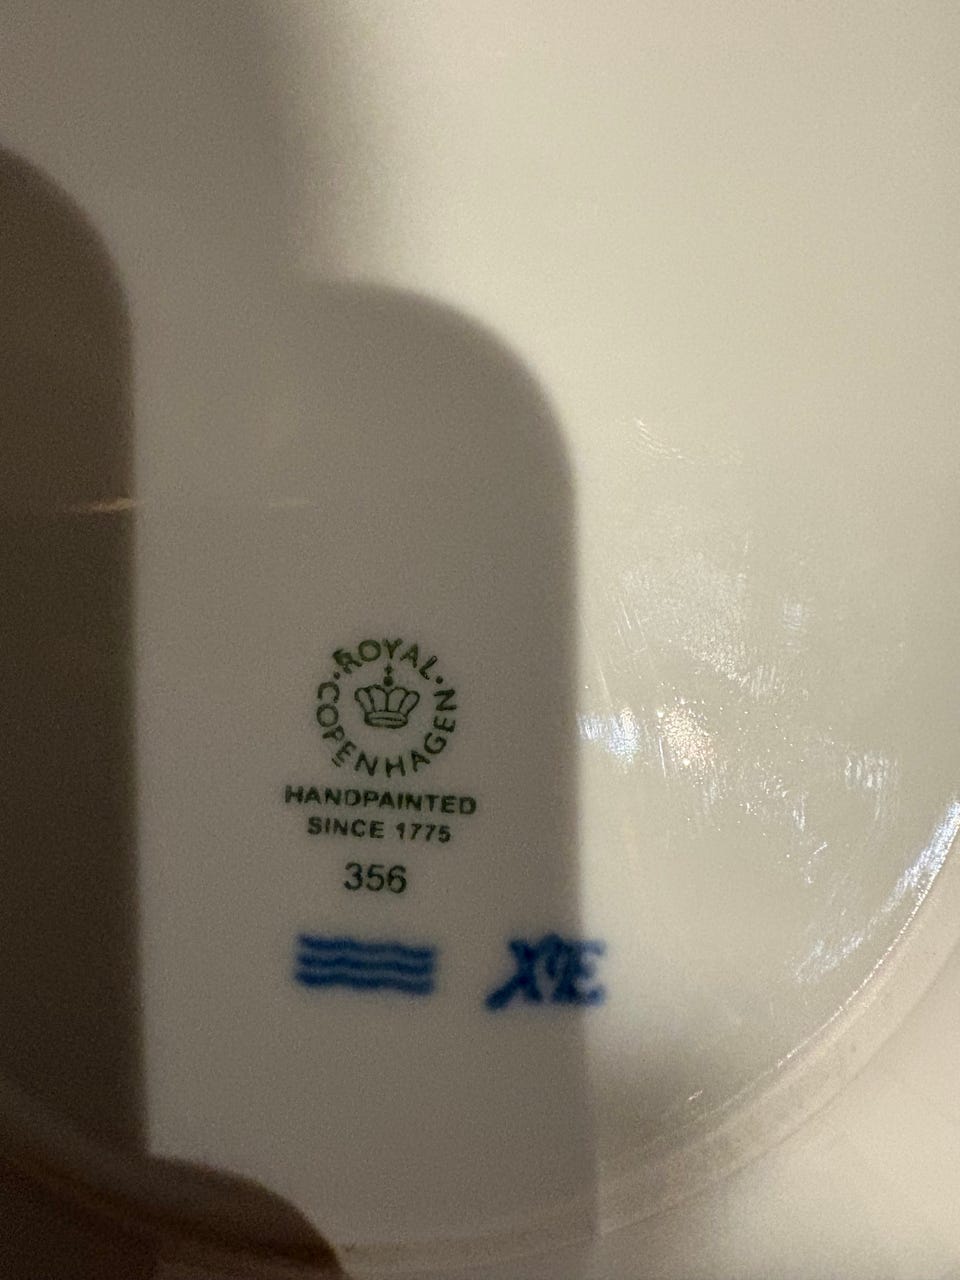 ROYAL
COPENHAGEN
HANDPAINTED
SINCE 1775
356